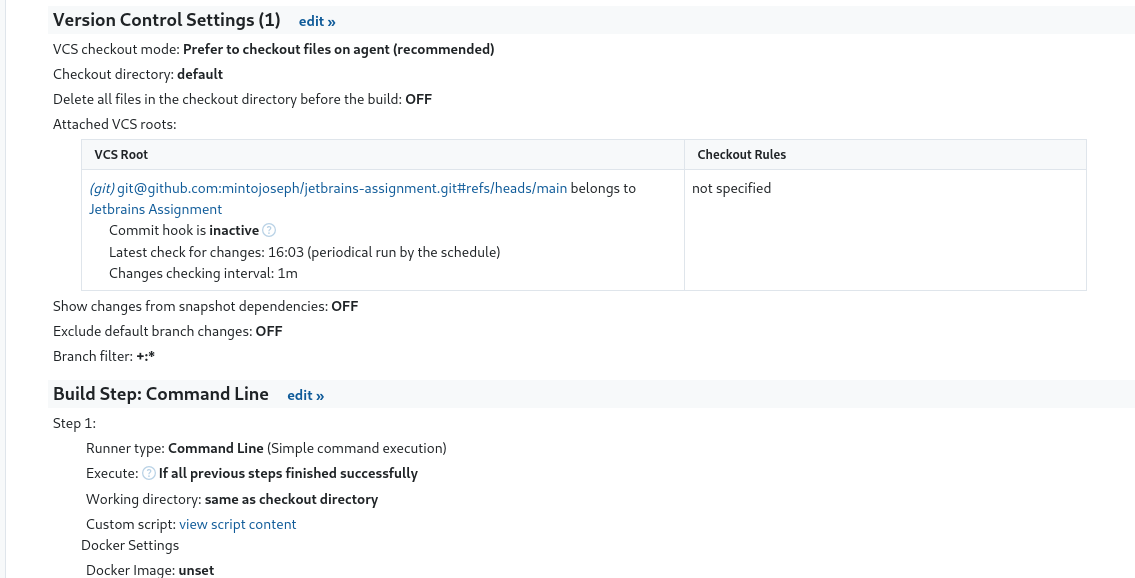 Version Control Settings (1) edit »
VCS checkout mode: Prefer to checkout files on agent (recommended)
Checkout directory: default
Delete all files in the checkout directory before the build: OFF
Attached VCS roots:
VCS Root Checkout Rules
(git) git@github.com:mintojoseph/jetbrains-assignment.git#refs/heads/main belongs to not specified
Jetbrains Assignment
Commit hook is inactive ?
Latest check for changes: 16:03 (periodical run by the schedule)
Changes checking interval: 1m
Show changes from snapshot dependencies: OFF
Exclude default branch changes: OFF
Branch filter: +:*
Build Step: Command Line edit »
Step 1:
Runner type: Command Line (Simple command execution)
Execute: ? If all previous steps finished successfully
Working directory: same as checkout directory
Custom script: view script content
Docker Settings
Docker Image: unset